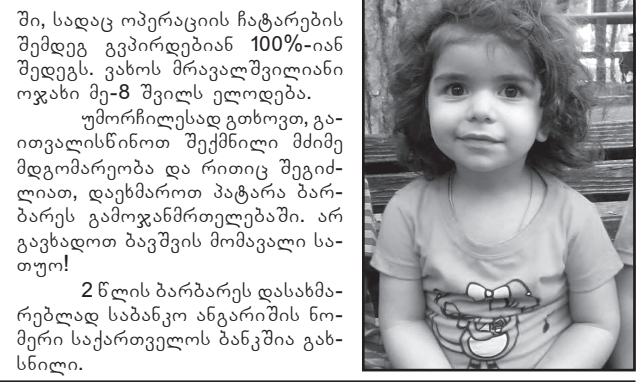 ში, სადაც ოპერაციის ჩატარების
შემდეგ გვპირდებიან 100%-იან
შედეგს. ვახოს მრავალშვილიანი
ოჯახი მე-8 შვილს ელოდება.
უმორჩილესად გთხოვთ, გა-
ითვალისწინოთ შექმნილი მძიმე
მდგომარეობა და რითიც შეგიძ-
ლიათ, დაეხმაროთ პატარა ბარ-
ბარეს გამოჯანმრთელებაში. არ
გავხადოთ ბავშვის მომავალი სა-
თუო!
2 წლის ბარბარეს დასახმა-
რებლად საბანკო ანგარიშის ნო-
მერი საქართველოს ბანკშია გახ-
სნილი.